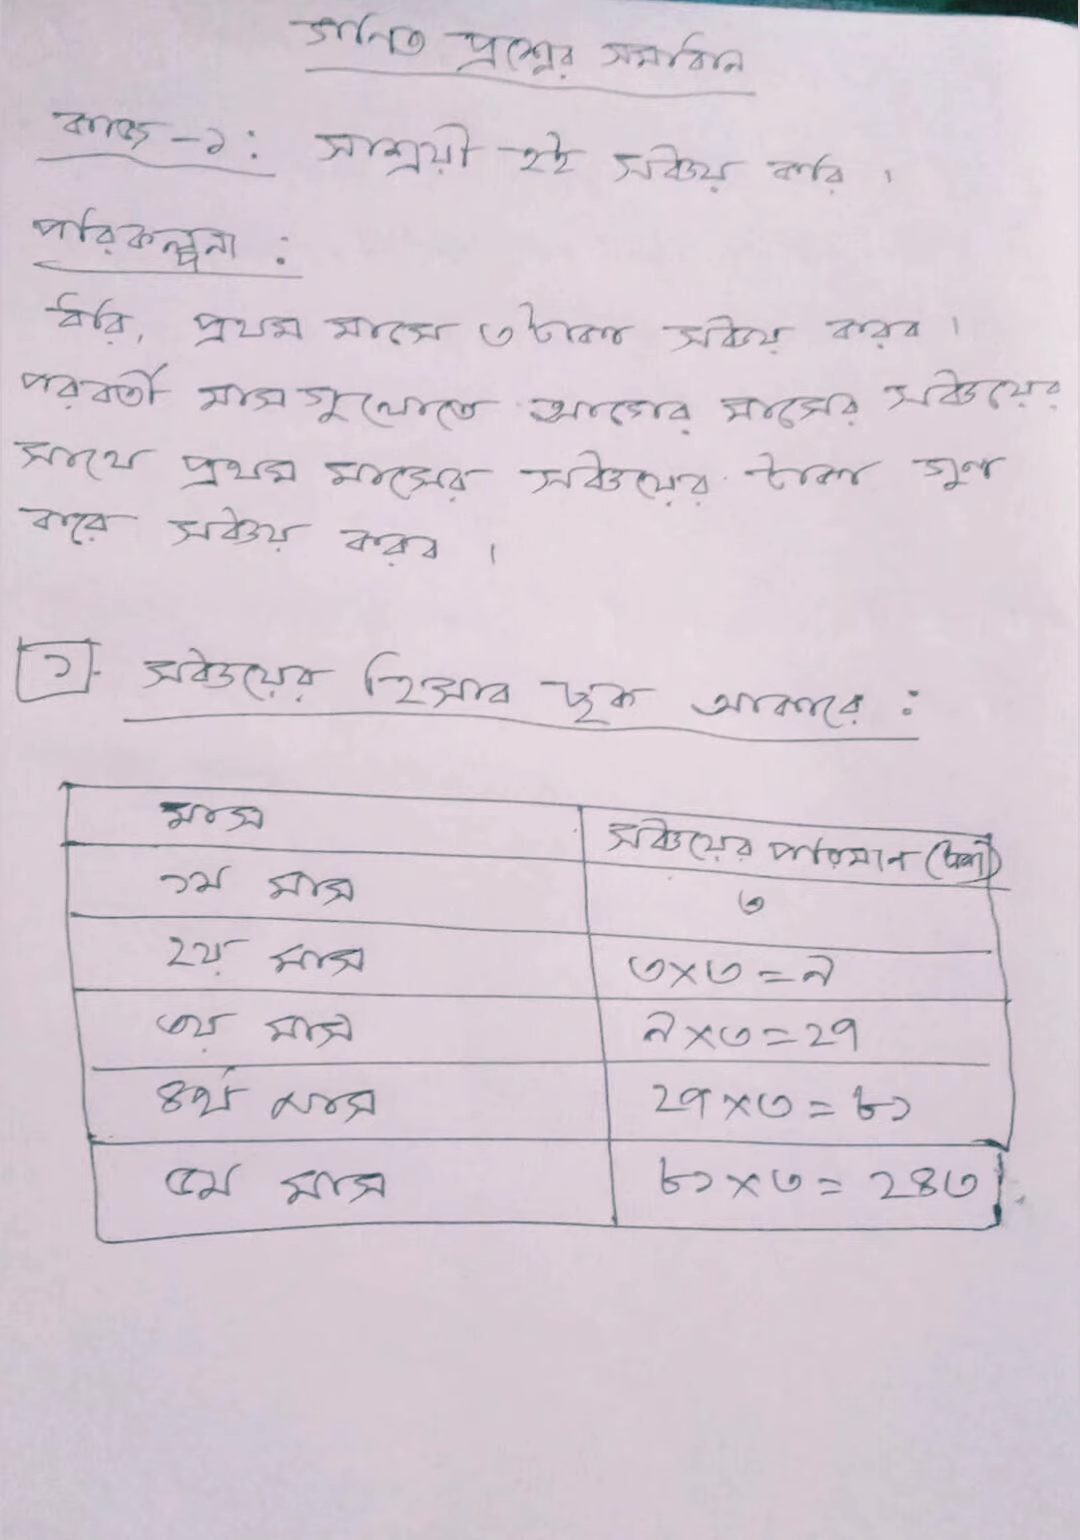 গনিত প্রশ্নের সমাধান
কাজ -১: সাশ্রয়ী হই সঞ্চয় করি।
পরিকল্পনা :
ধরি, প্রথম মাসে ৩ টাকা সঞ্চয় করব।
পরবর্তী মাস গুলোতে আগের মাসের সঞ্চয়ের
সাথে প্রথম মাসের সঞ্চয়ের টাকা গুণ
করে সঞ্চয় করব।
১. সঞ্চয়ের হিসাব ছক আকারে :
মাস সঞ্চয়ের পরিমান (টাকা)
১ম মাস ৩
২য় মাস ৩×৩=৯
৩য় মাস ৯×৩=২৭
৪র্থ মাস ২৭×৩=৮১
৫ম মাস ৮১×৩=২৪৩